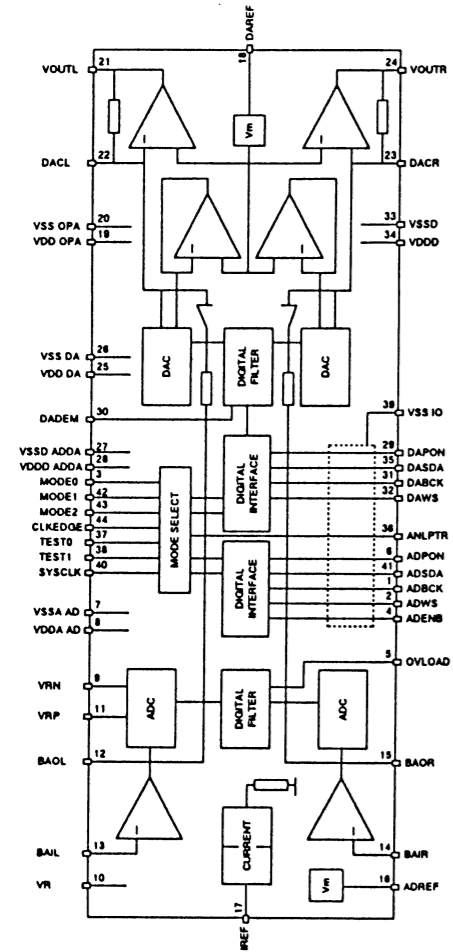 DAREF
18
VOUTL 21
24 VOUTR
Vm
DACL 22
23 DACR
VSS OPA 20
VDD OPA 19
33 VSSD
34 VDDD
DAC
DIGITAL FILTER
DAC
VSS DA 26
VDD DA 25
DADEM 30
39 VSS IO
VSSD ADDA 27
VDDD ADDA 28
MODE0 3
MODE1 42
MODE2 43
CLKEDGE 44
TEST0 37
TEST1 38
SYSCLK 40
MODE SELECT
DIGITAL INTERFACE
DIGITAL INTERFACE
29 DAPON
35 DASDA
31 DABCK
32 DAWS
36 ANLPTR
6 ADPON
41 ADSDA
1 ADBCK
2 ADWS
4 ADENB
VSSA AD 7
VDDA AD 8
5 OVLOAD
VRN 9
VRP 11
ADC
DIGITAL FILTER
ADC
BAOL 12
15 BAOR
CURRENT
BAIL 13
14 BAIR
VR 10
Vm
16 ADREF
17
IREF